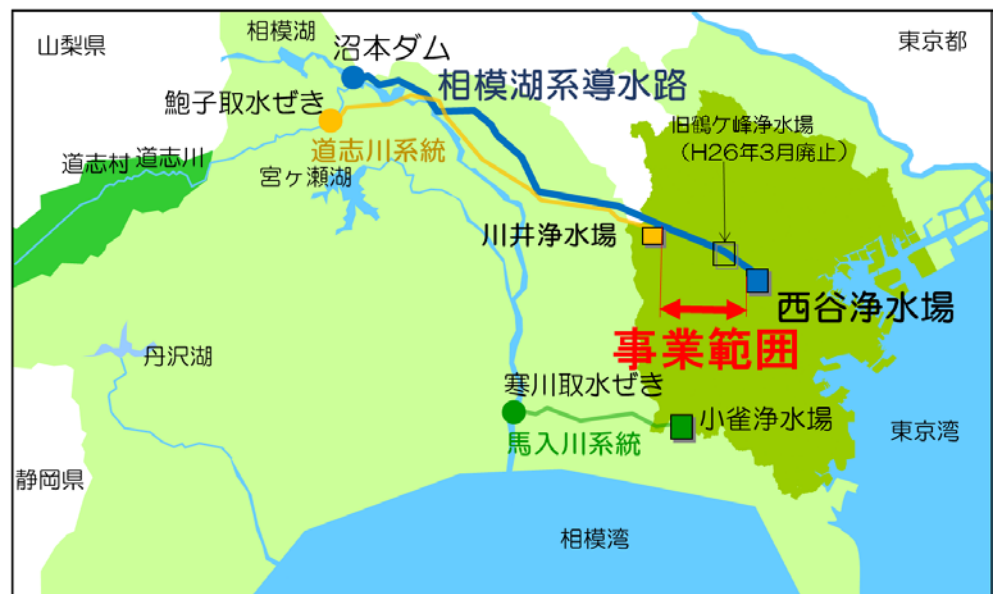 山梨県
相模湖
沼本ダム
東京都
相模湖系導水路
鮑子取水ぜき
旧鶴ケ峰浄水場
（H26年3月廃止）
道志川系統
道志村
道志川
宮ヶ瀬湖
川井浄水場
西谷浄水場
事業範囲
丹沢湖
寒川取水ぜき
小雀浄水場
馬入川系統
東京湾
静岡県
相模湾